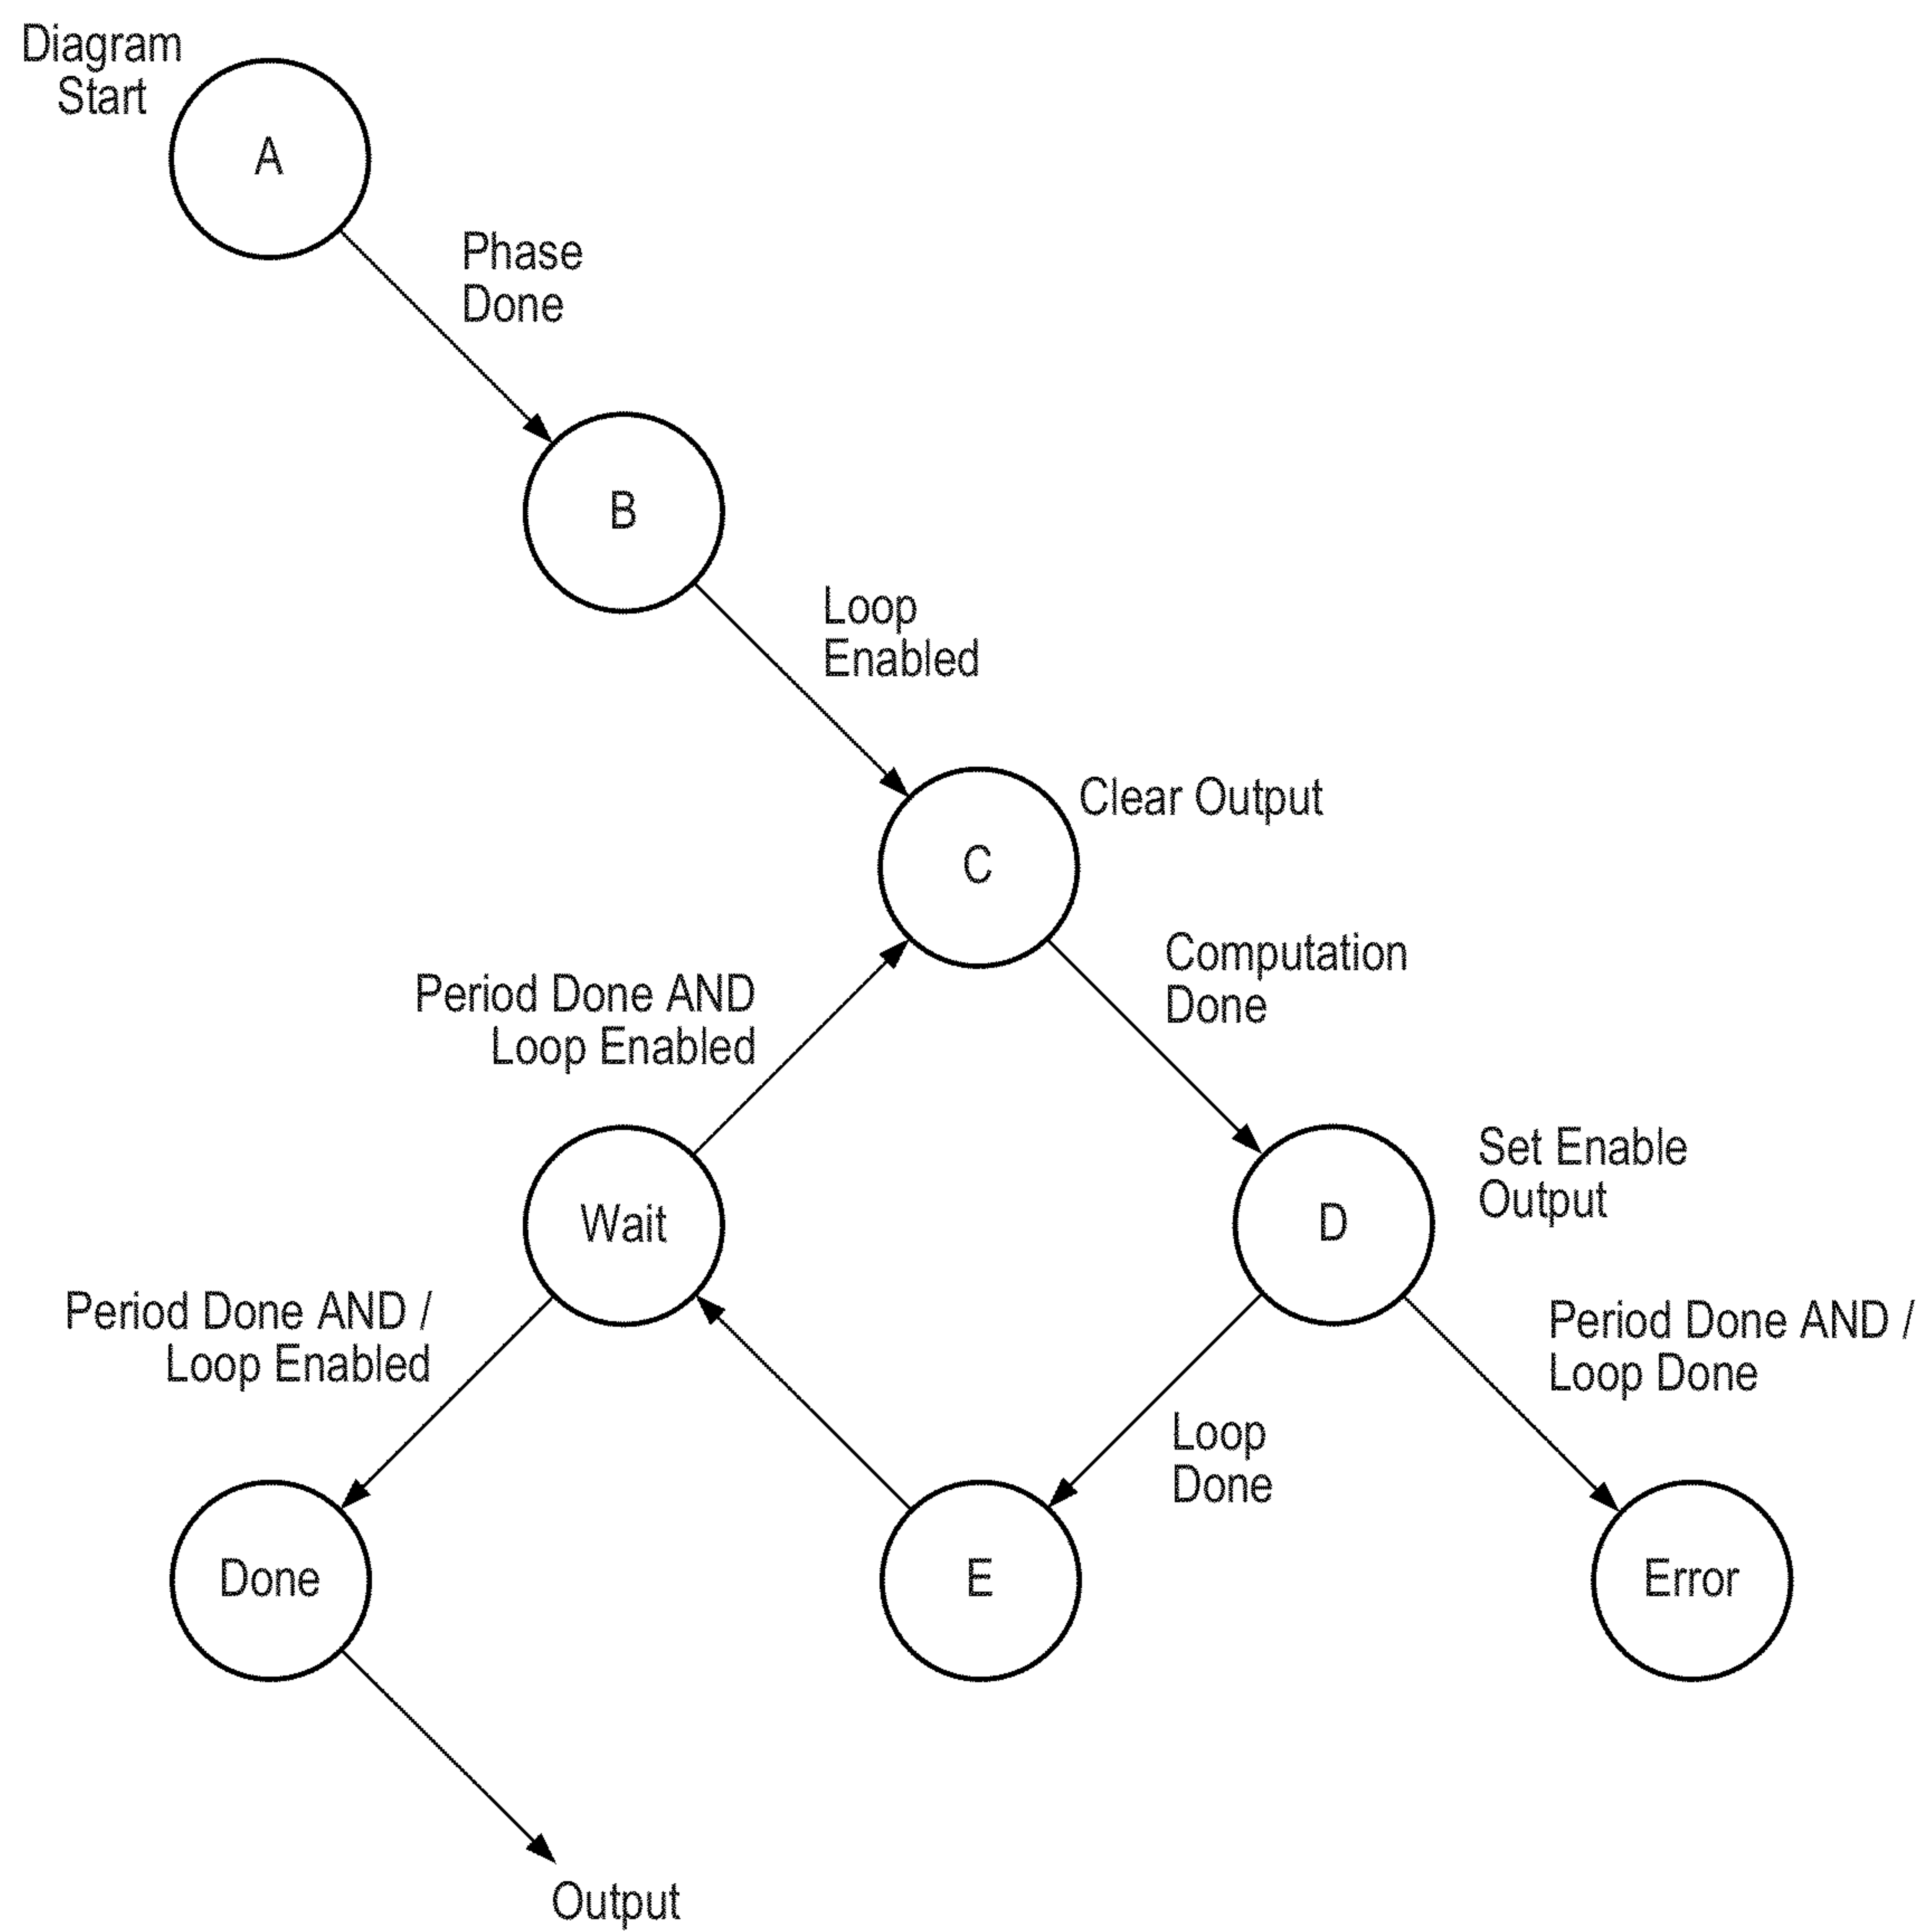 Diagram
Start
A
Phase
Done
B
Loop
Enabled
Clear Output
C
Computation
Done
Period Done AND
Loop Enabled
Set Enable
Output
Wait
D
Period Done AND /
Loop Enabled
Period Done AND /
Loop Done
Loop
Done
Done
E
Error
Output